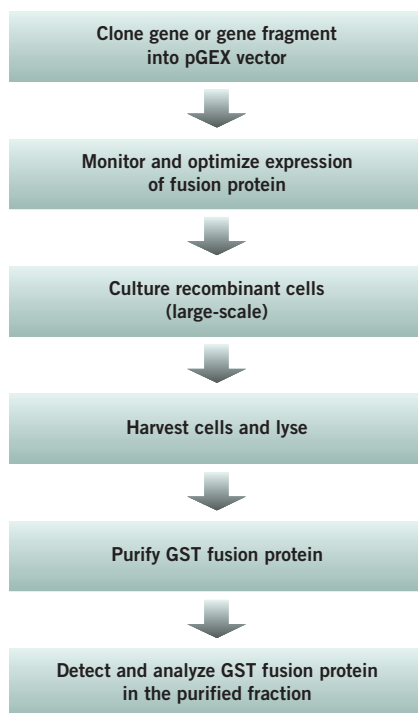 Clone gene or gene fragment
into pGEX vector
Monitor and optimize expression
of fusion protein
Culture recombinant cells
(large-scale)
Harvest cells and lyse
Purify GST fusion protein
Detect and analyze GST fusion protein
in the purified fraction